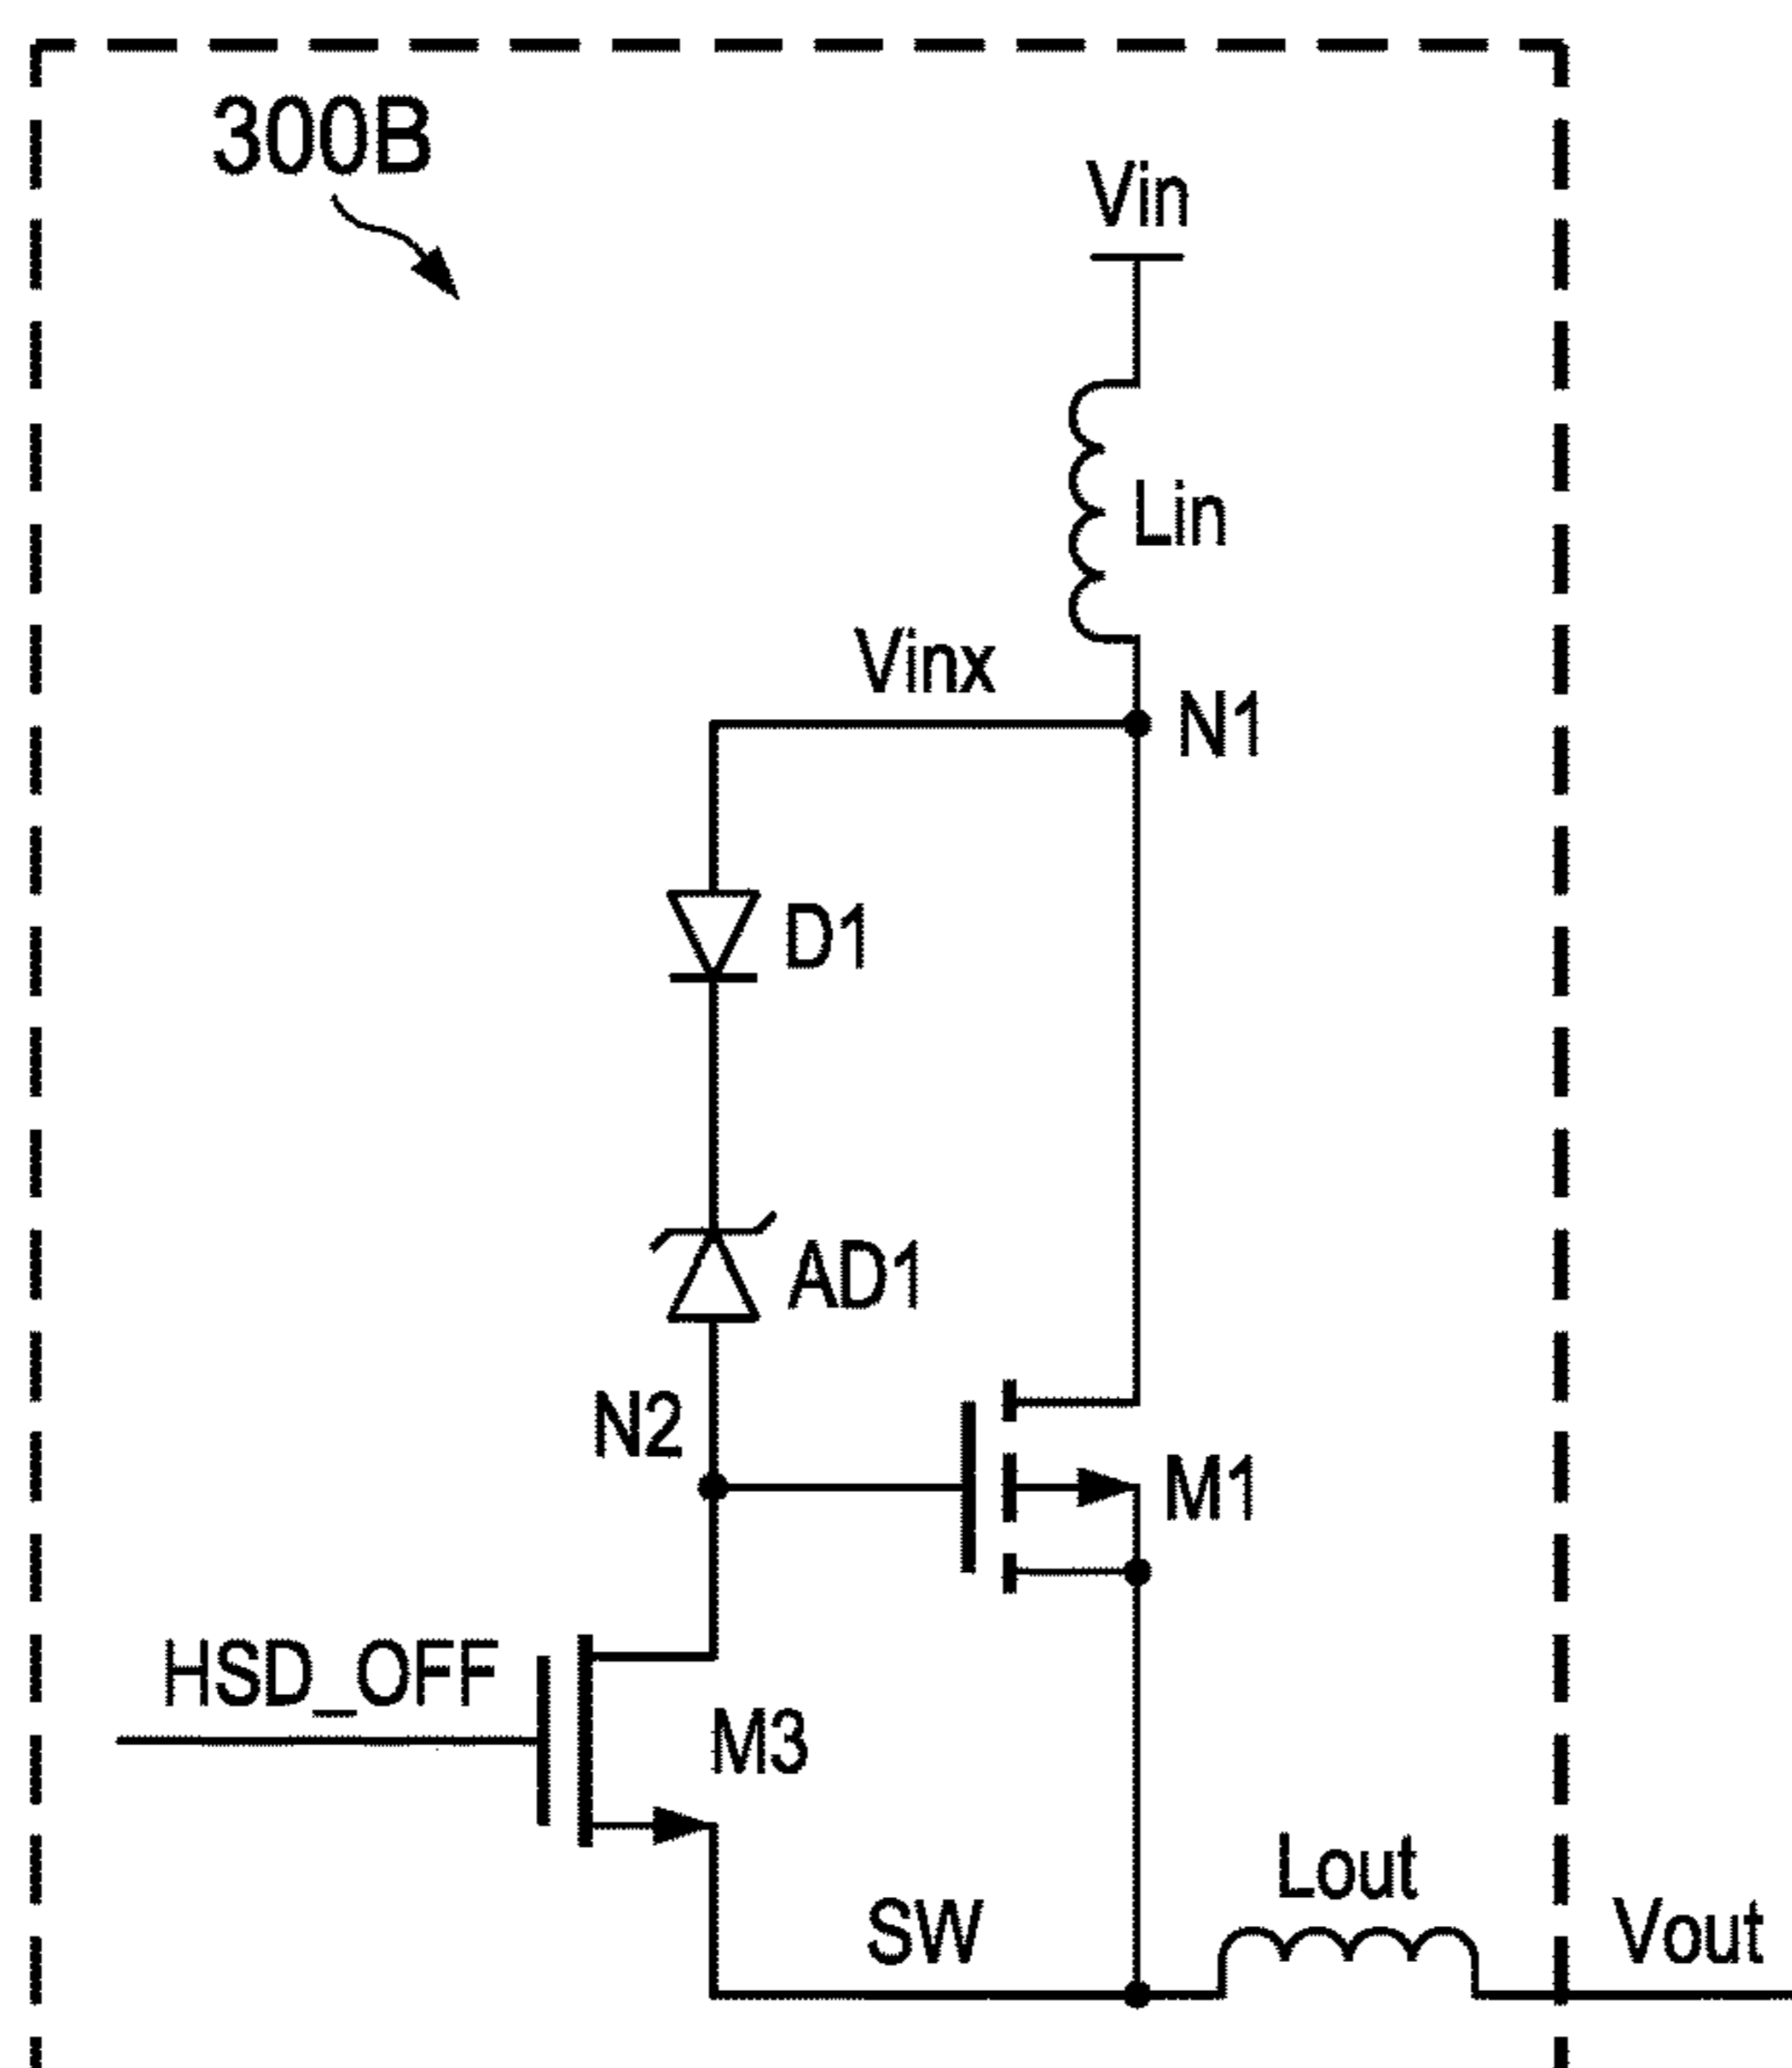 300B
Vin
Lin
Vinx
N1
D1
AD1
N2
M1
HSD_OFF
M3
Lout
SW
Vout